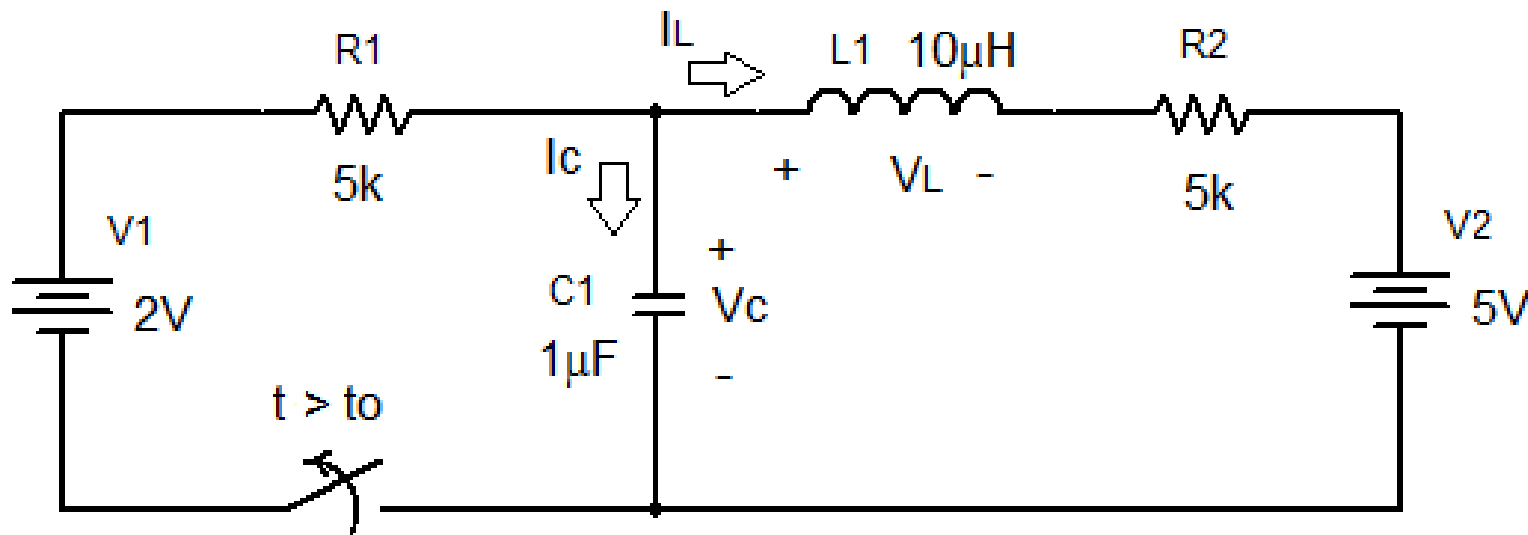 IL
R1
L1 10μH
R2
Ic
5k
+ VL -
5k
V1
V2
+
C1
2V
Vc
5V
1μF
-
t > to